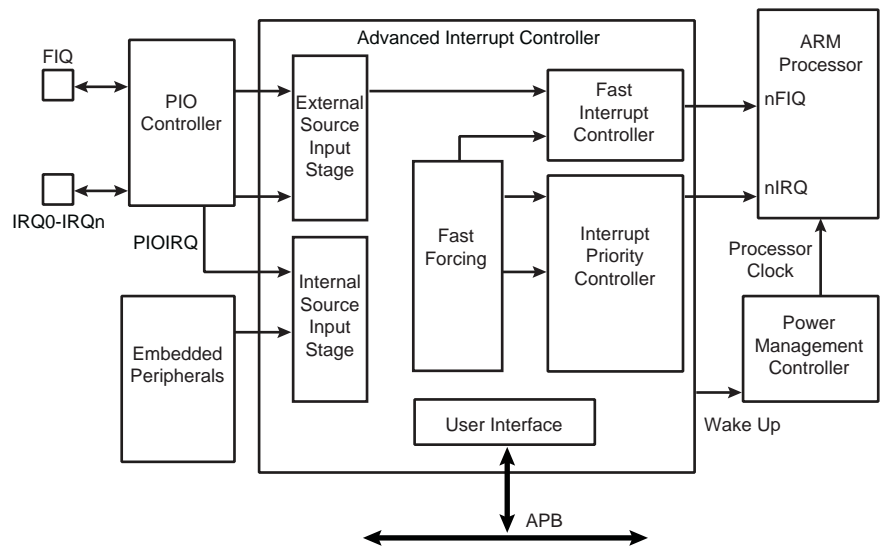 Advanced Interrupt Controller
FIQ
PIO
Controller
IRQ0-IRQn
PIOIRQ
Embedded
Peripherals
External
Source
Input
Stage
Internal
Source
Input
Stage
Fast
Forcing
Fast
Interrupt
Controller
Interrupt
Priority
Controller
User Interface
APB
ARM
Processor
nFIQ
nIRQ
Processor
Clock
Power
Management
Controller
Wake Up